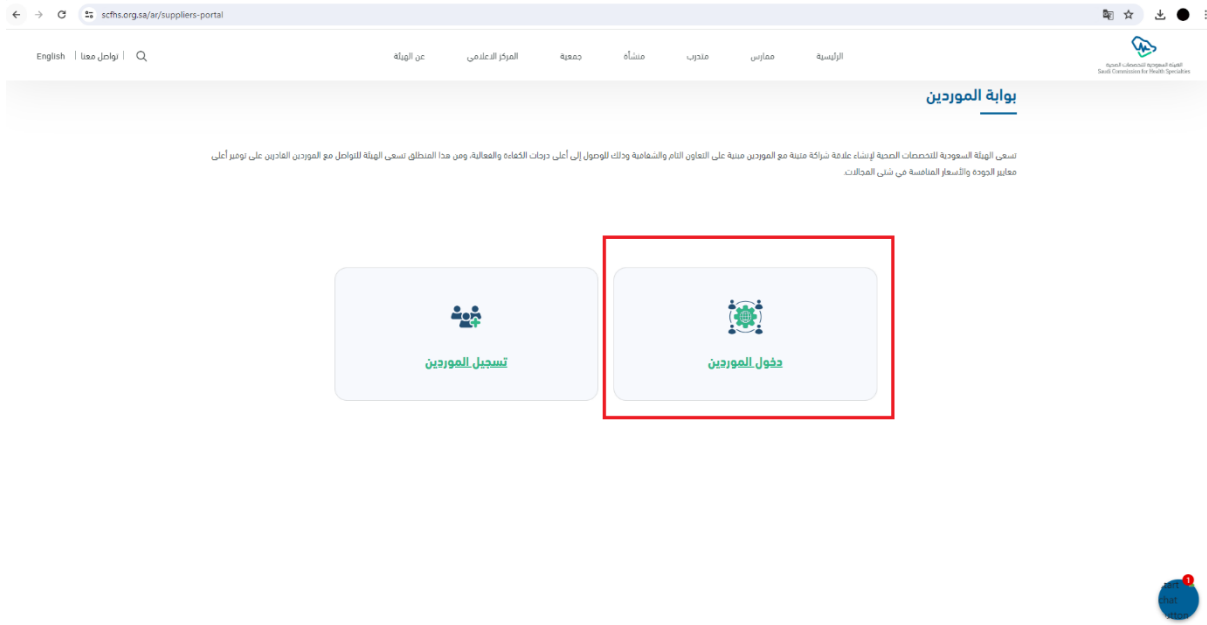 scfhs.org.sa/ar/suppliers-portal
الهيئة السعودية للتخصصات الصحية
Saudi Commission for Health Specialties
الرئيسية
ممارس
متدرب
منشأة
جمعية
المركز الاعلامي
عن الهيئة
تواصل معنا
English
بوابة الموردين
تسعى الهيئة السعودية للتخصصات الصحية لإنشاء علاقة شراكة متينة مع الموردين مبنية على التعاون التام والشفافية وذلك للوصول إلى أعلى درجات الكفاءة والفعالية، ومن هذا المنطلق تسعى الهيئة للتواصل مع الموردين القادرين على توفير أعلى
معايير الجودة والأسعار المنافسة في شتى المجالات.
دخول الموردين
تسجيل الموردين
1
chat